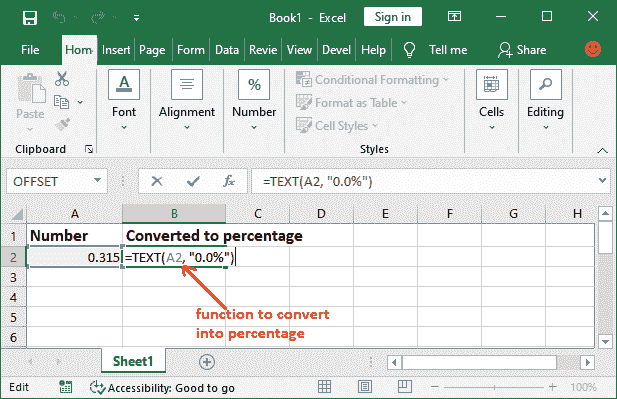 Book1 - Excel
Sign in
File Home Insert Page Form Data Revie View Devel Help Tell me Share
Paste
Clipboard
Font
Alignment
%
Number
Conditional Formatting
Format as Table
Cell Styles
Styles
Cells
Editing
OFFSET
fx
=TEXT(A2, "0.0%")
A B C D E F G H
1 Number Converted to percentage
2 0.315 =TEXT(A2, "0.0%")
3
4
5
6
function to convert
into percentage
Sheet1
Edit
Accessibility: Good to go
100%